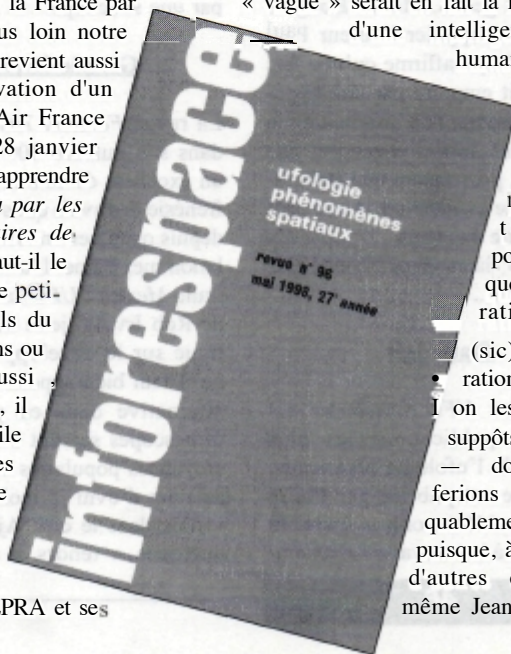 la France par
us loin notre
revient aussi
vation d'un
Air France
28 janvier
apprendre
par les
ires de
aut-il le
e peti-
ls du
ns ou
ussi ,
, il
ile
es
e
PRA et ses
inforespace
ufologie
phénomènes
spatiaux
revue n° 96
mai 1998, 27e année
« vague » serait en fait la
d'une intellige
humar
n
t
po
que
rati
(sic)
• ration
I on les
suppôts
— do
ferions
quableme
puisque, à
d'autres
même Jean